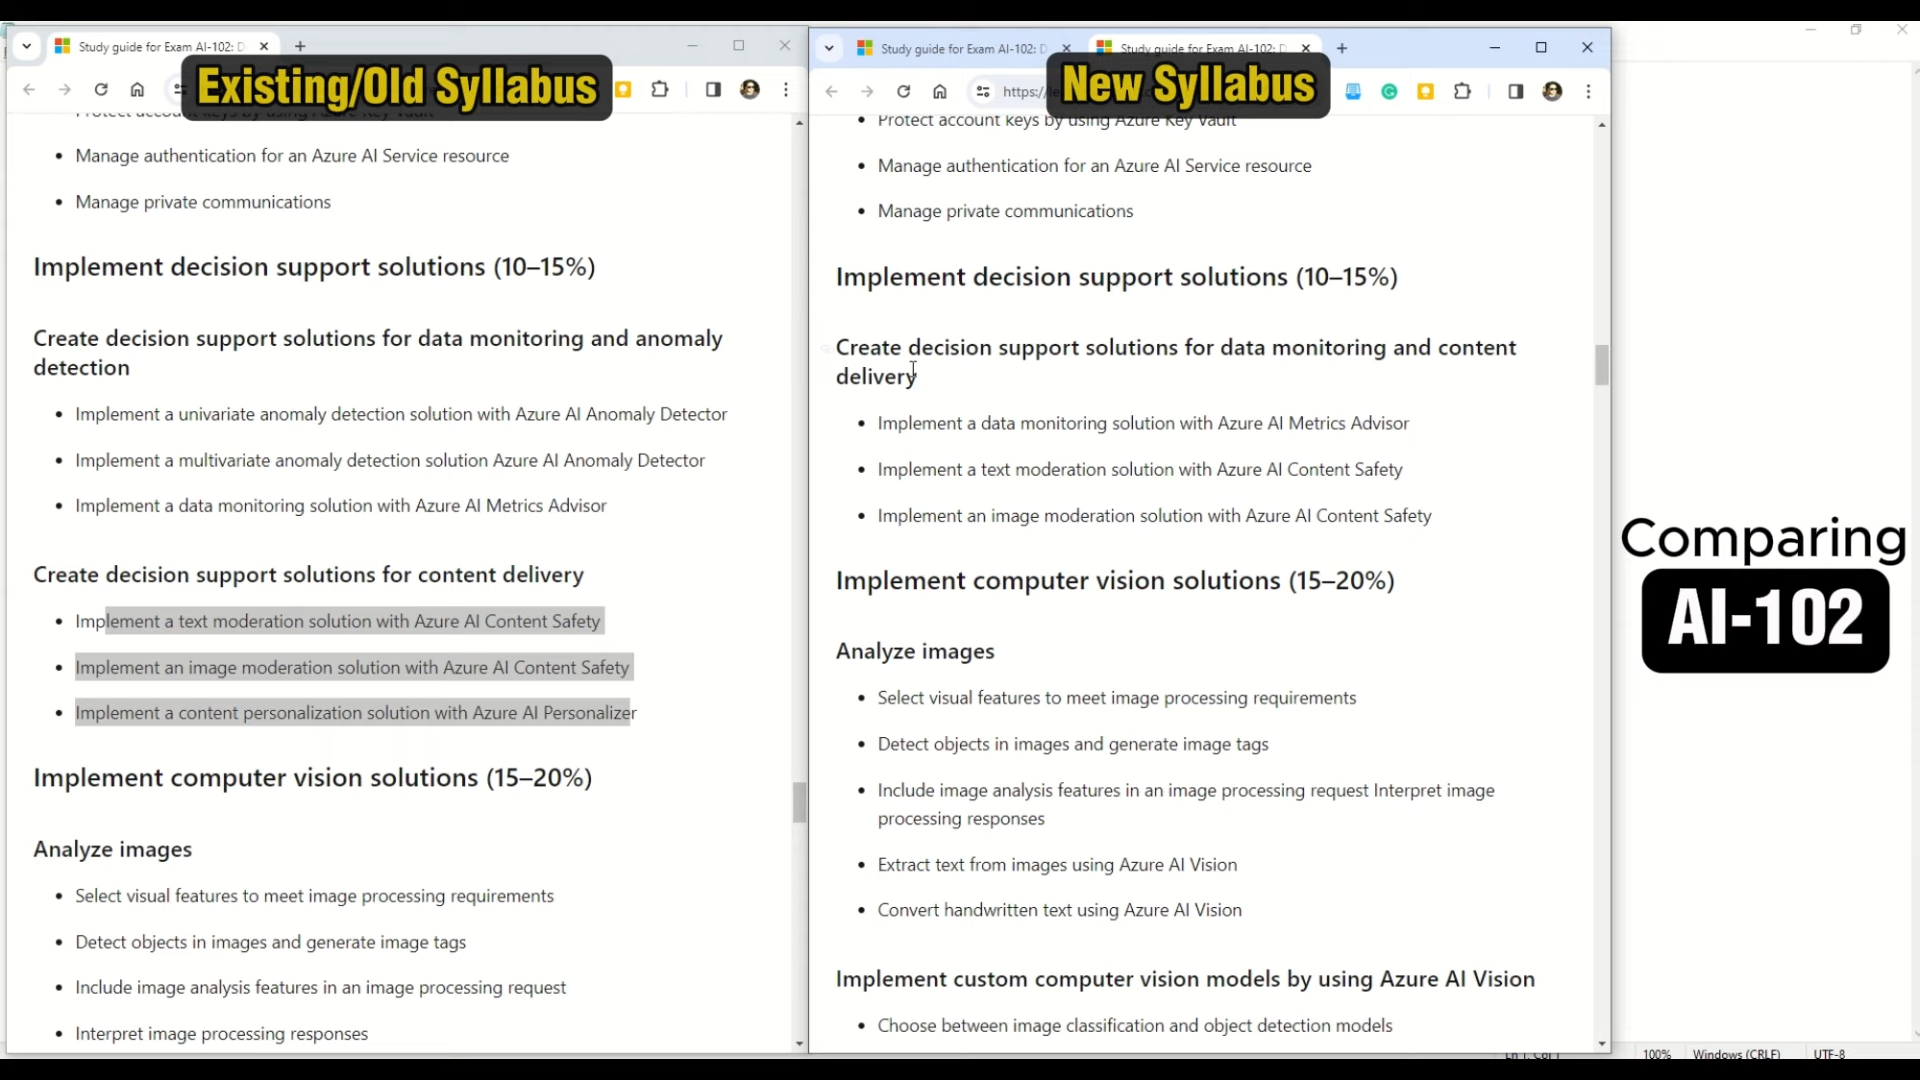 Study guide for Exam AI-102: D
Existing/Old Syllabus
Protect account keys by using Azure Key Vault
• Manage authentication for an Azure AI Service resource
• Manage private communications
Implement decision support solutions (10–15%)
Create decision support solutions for data monitoring and anomaly
detection
• Implement a univariate anomaly detection solution with Azure AI Anomaly Detector
• Implement a multivariate anomaly detection solution Azure AI Anomaly Detector
• Implement a data monitoring solution with Azure AI Metrics Advisor
Create decision support solutions for content delivery
• Implement a text moderation solution with Azure AI Content Safety
• Implement an image moderation solution with Azure AI Content Safety
• Implement a content personalization solution with Azure AI Personalizer
Implement computer vision solutions (15–20%)
Analyze images
• Select visual features to meet image processing requirements
• Detect objects in images and generate image tags
• Include image analysis features in an image processing request
• Interpret image processing responses
Study guide for Exam AI-102: D
Study guide for Exam AI-102: D
https://le
New Syllabus
• Protect account keys by using Azure Key Vault
• Manage authentication for an Azure AI Service resource
• Manage private communications
Implement decision support solutions (10–15%)
Create decision support solutions for data monitoring and content
delivery
• Implement a data monitoring solution with Azure AI Metrics Advisor
• Implement a text moderation solution with Azure AI Content Safety
• Implement an image moderation solution with Azure AI Content Safety
Implement computer vision solutions (15–20%)
Analyze images
• Select visual features to meet image processing requirements
• Detect objects in images and generate image tags
• Include image analysis features in an image processing request Interpret image
processing responses
• Extract text from images using Azure AI Vision
• Convert handwritten text using Azure AI Vision
Implement custom computer vision models by using Azure AI Vision
• Choose between image classification and object detection models
Comparing
AI-102
Ln 1, Col 1
100%
Windows (CRLF)
UTF-8